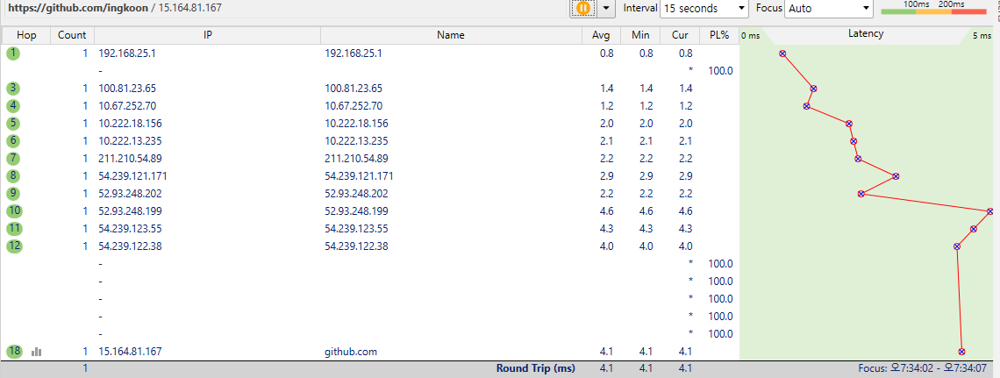 https://github.com/ingkoon / 15.164.81.167 Interval 15 seconds Focus Auto 100ms 200ms
Hop Count IP Name Avg Min Cur PL% 0 ms Latency 5 ms
1 1 192.168.25.1 192.168.25.1 0.8 0.8 0.8
- * 100.0
3 1 100.81.23.65 100.81.23.65 1.4 1.4 1.4
4 1 10.67.252.70 10.67.252.70 1.2 1.2 1.2
5 1 10.222.18.156 10.222.18.156 2.0 2.0 2.0
6 1 10.222.13.235 10.222.13.235 2.1 2.1 2.1
7 1 211.210.54.89 211.210.54.89 2.2 2.2 2.2
8 1 54.239.121.171 54.239.121.171 2.9 2.9 2.9
9 1 52.93.248.202 52.93.248.202 2.2 2.2 2.2
10 1 52.93.248.199 52.93.248.199 4.6 4.6 4.6
11 1 54.239.123.55 54.239.123.55 4.3 4.3 4.3
12 1 54.239.122.38 54.239.122.38 4.0 4.0 4.0
- * 100.0
- * 100.0
- * 100.0
- * 100.0
- * 100.0
18 1 15.164.81.167 github.com 4.1 4.1 4.1
1 Round Trip (ms) 4.1 4.1 4.1 Focus: 오7:34:02 - 오7:34:07